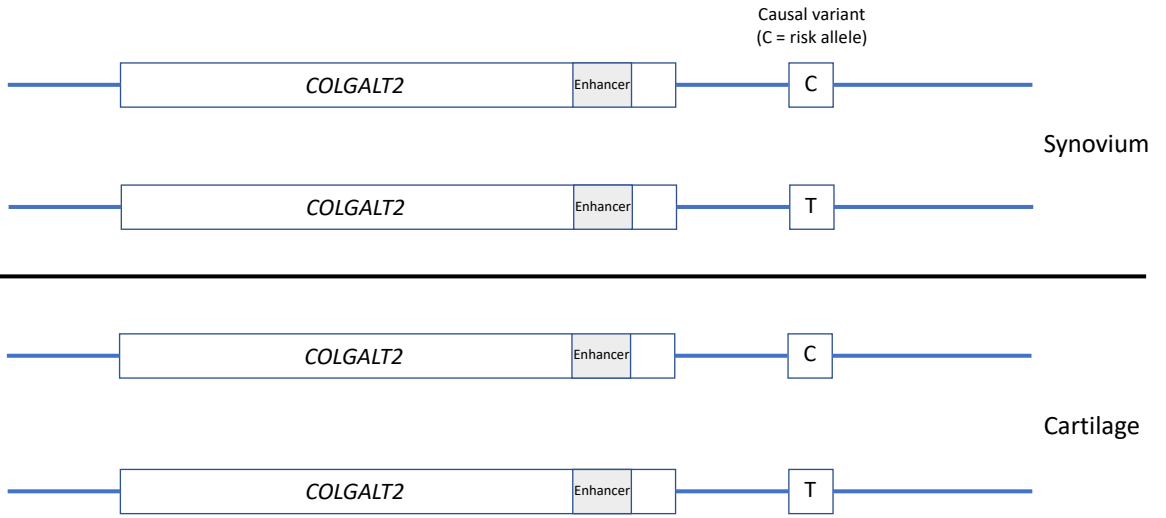 Causal variant
(C = risk allele)
COLGALT2 Enhancer C
Synovium
COLGALT2 Enhancer T
COLGALT2 Enhancer C
Cartilage
COLGALT2 Enhancer T